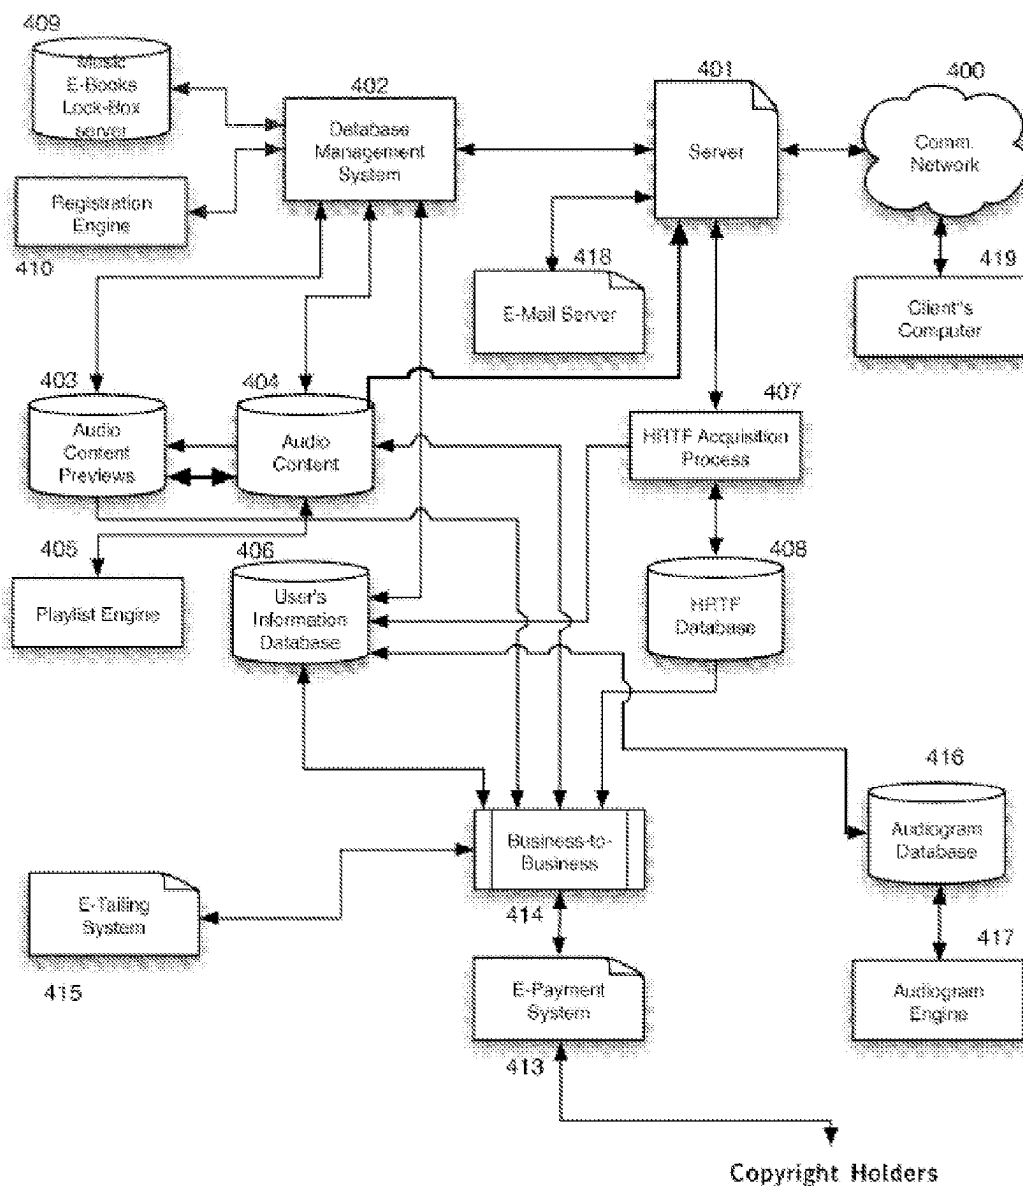 409
Music
E-Books
Lock-Box
server
402
Database
Management
System
401
Server
400
Comm.
Network
Registration
Engine
410
418
E-Mail Server
419
Client"s
Computer
403
Audio
Content
Previews
404
Audio
Content
407
HRTF Acquisition
Process
405
Playlist Engine
406
User's
Information
Database
408
HRTF
Database
416
Audiogram
Database
Business-to-
Business
414
E-Tailing
System
415
417
Audiogram
Engine
E-Payment
System
413
Copyright Holders